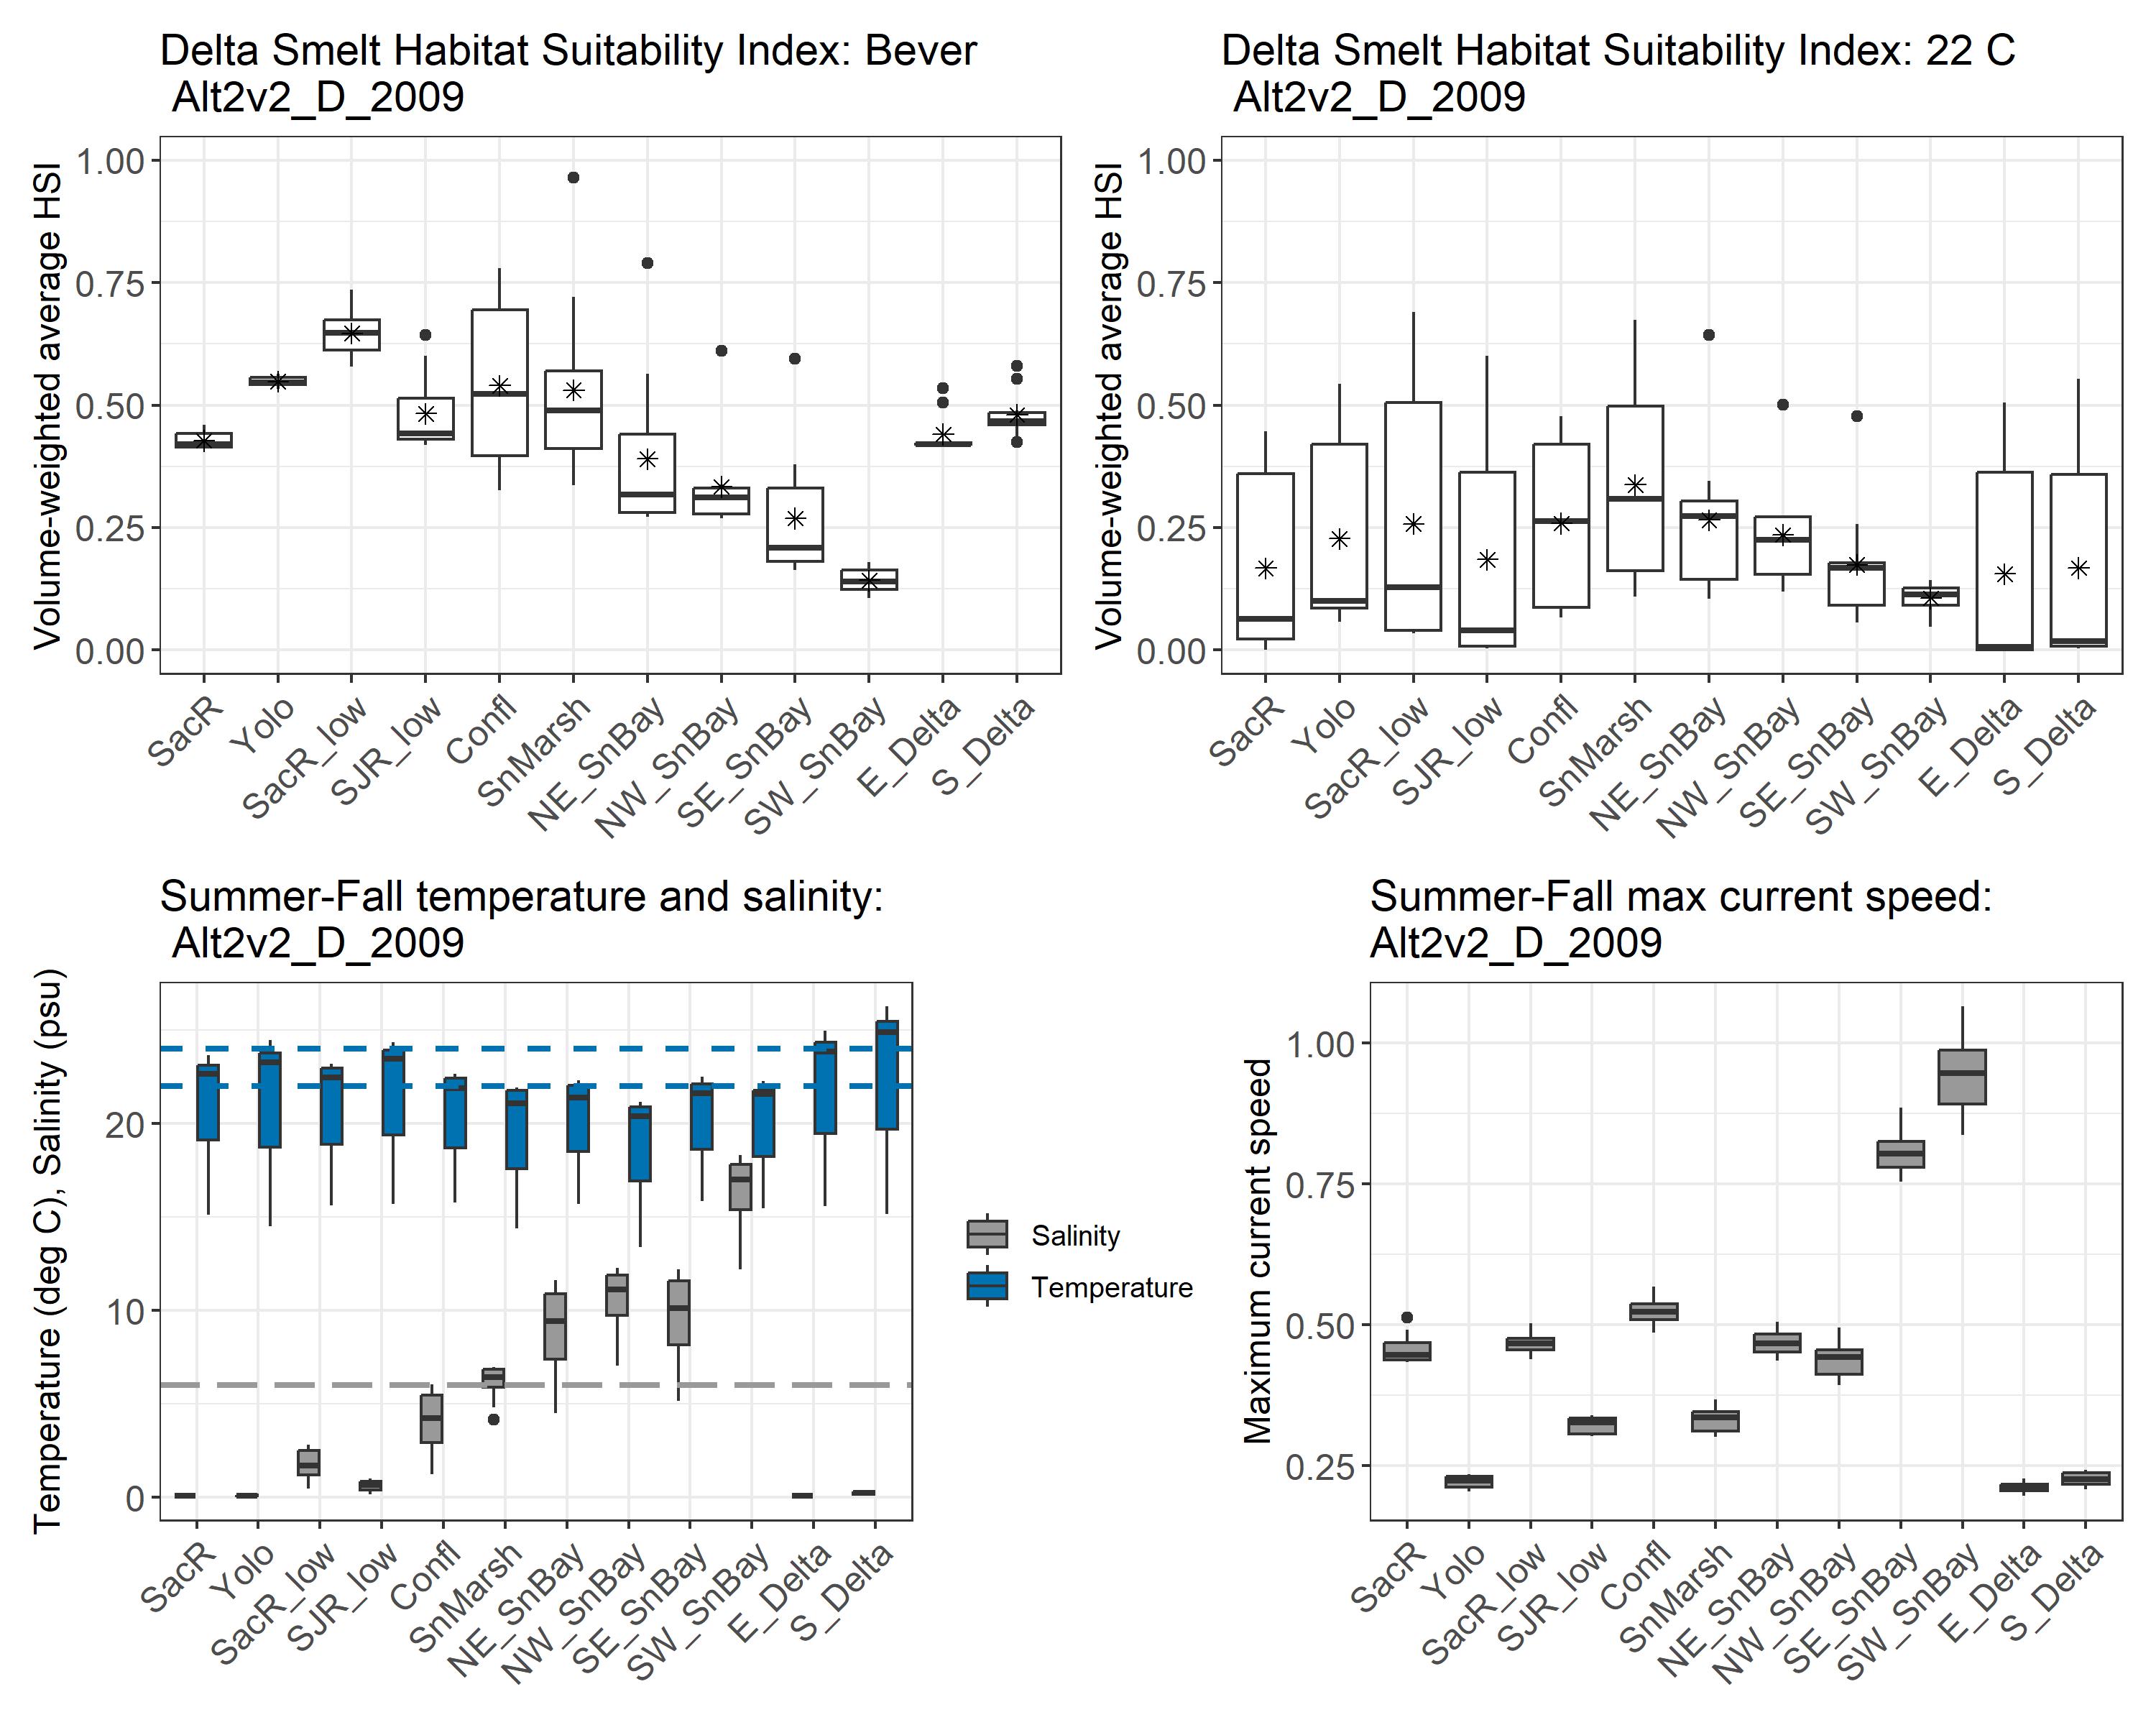 Delta Smelt Habitat Suitability Index: Bever
Alt2v2_D_2009
Volume-weighted average HSI
1.00
0.75
0.50
0.25
0.00
SacR
Yolo
SacR_low
SJR_low
Confl
SnMarsh
NE_SnBay
NW_SnBay
SE_SnBay
SW_SnBay
E_Delta
S_Delta
Delta Smelt Habitat Suitability Index: 22 C
Alt2v2_D_2009
Volume-weighted average HSI
1.00
0.75
0.50
0.25
0.00
SacR
Yolo
SacR_low
SJR_low
Confl
SnMarsh
NE_SnBay
NW_SnBay
SE_SnBay
SW_SnBay
E_Delta
S_Delta
Summer-Fall temperature and salinity:
Alt2v2_D_2009
Temperature (deg C), Salinity (psu)
20
10
0
SacR
Yolo
SacR_low
SJR_low
Confl
SnMarsh
NE_SnBay
NW_SnBay
SE_SnBay
SW_SnBay
E_Delta
S_Delta
Salinity
Temperature
Summer-Fall max current speed:
Alt2v2_D_2009
Maximum current speed
1.00
0.75
0.50
0.25
SacR
Yolo
SacR_low
SJR_low
Confl
SnMarsh
NE_SnBay
NW_SnBay
SE_SnBay
SW_SnBay
E_Delta
S_Delta